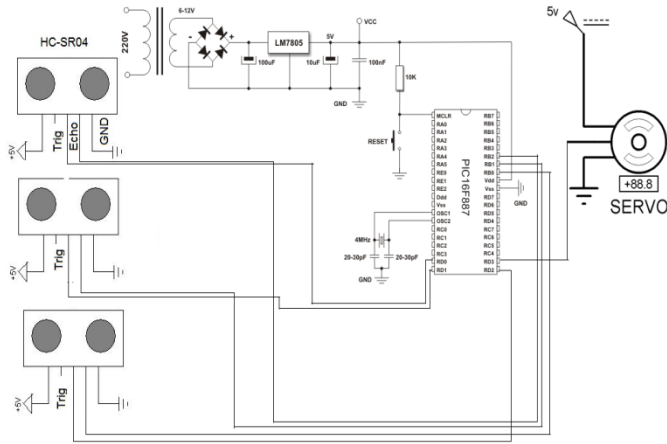 HC-SR04
Trig
Echo
GND
+5V
Trig
+5V
Trig
+5V
220V
6-12V
-
+
LM7805
5V
VCC
100uF
10uF
100nF
GND
10K
RESET
PIC16F887
MCLR
RA0
RA1
RA2
RA3
RA4
RA5
RE0
RE1
RE2
Ddd
Vss
OSC1
OSC2
RC0
RC1
RC2
RC3
RD0
RD1
RB7
RB6
RB5
RB4
RB3
RB2
RB1
RB0
Vdd
Vss
RD7
RD6
RD5
RD4
RC7
RC6
RC5
RC4
RD3
RD2
GND
4MHz
20-30pF
20-30pF
GND
5v
+88.8
SERVO